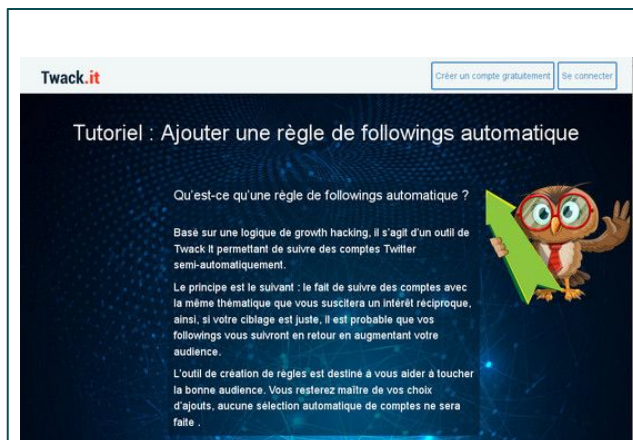 Twack.it
Créer un compte gratuitement
Se connecter
Tutoriel : Ajouter une règle de followings automatique
Qu'est-ce qu'une règle de followings automatique ?
Basé sur une logique de growth hacking, il s'agit d'un outil de
Twack It permettant de suivre des comptes Twitter
semi-automatiquement.
Le principe est le suivant : le fait de suivre des comptes avec
la même thématique que vous suscitera un intérêt réciproque,
ainsi, si votre ciblage est juste, il est probable que vos
followings vous suivront en retour en augmentant votre
audience.
L'outil de création de règles est destiné à vous aider à toucher
la bonne audience. Vous resterez maître de vos choix
d'ajouts, aucune sélection automatique de comptes ne sera
faite .